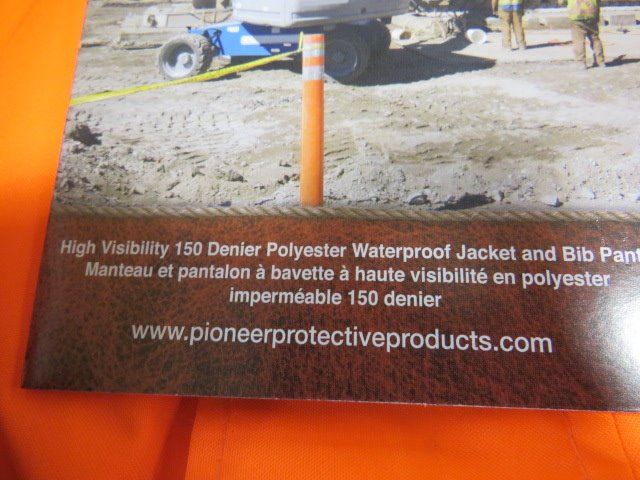 High Visibility 150 Denier Polyester Waterproof Jacket and Bib Pant
Manteau et pantalon à bavette à haute visibilité en polyester
imperméable 150 denier
www.pioneerprotectiveproducts.com